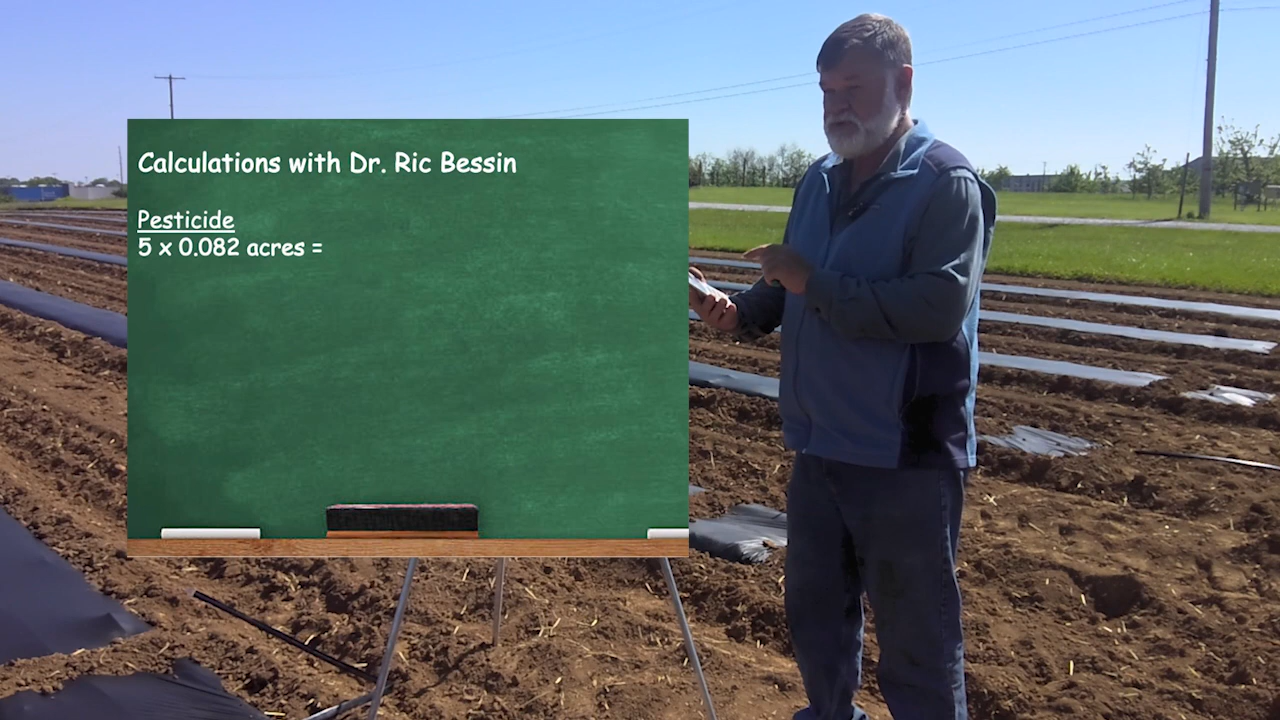 Calculations with Dr. Ric Bessin
Pesticide
5 x 0.082 acres =